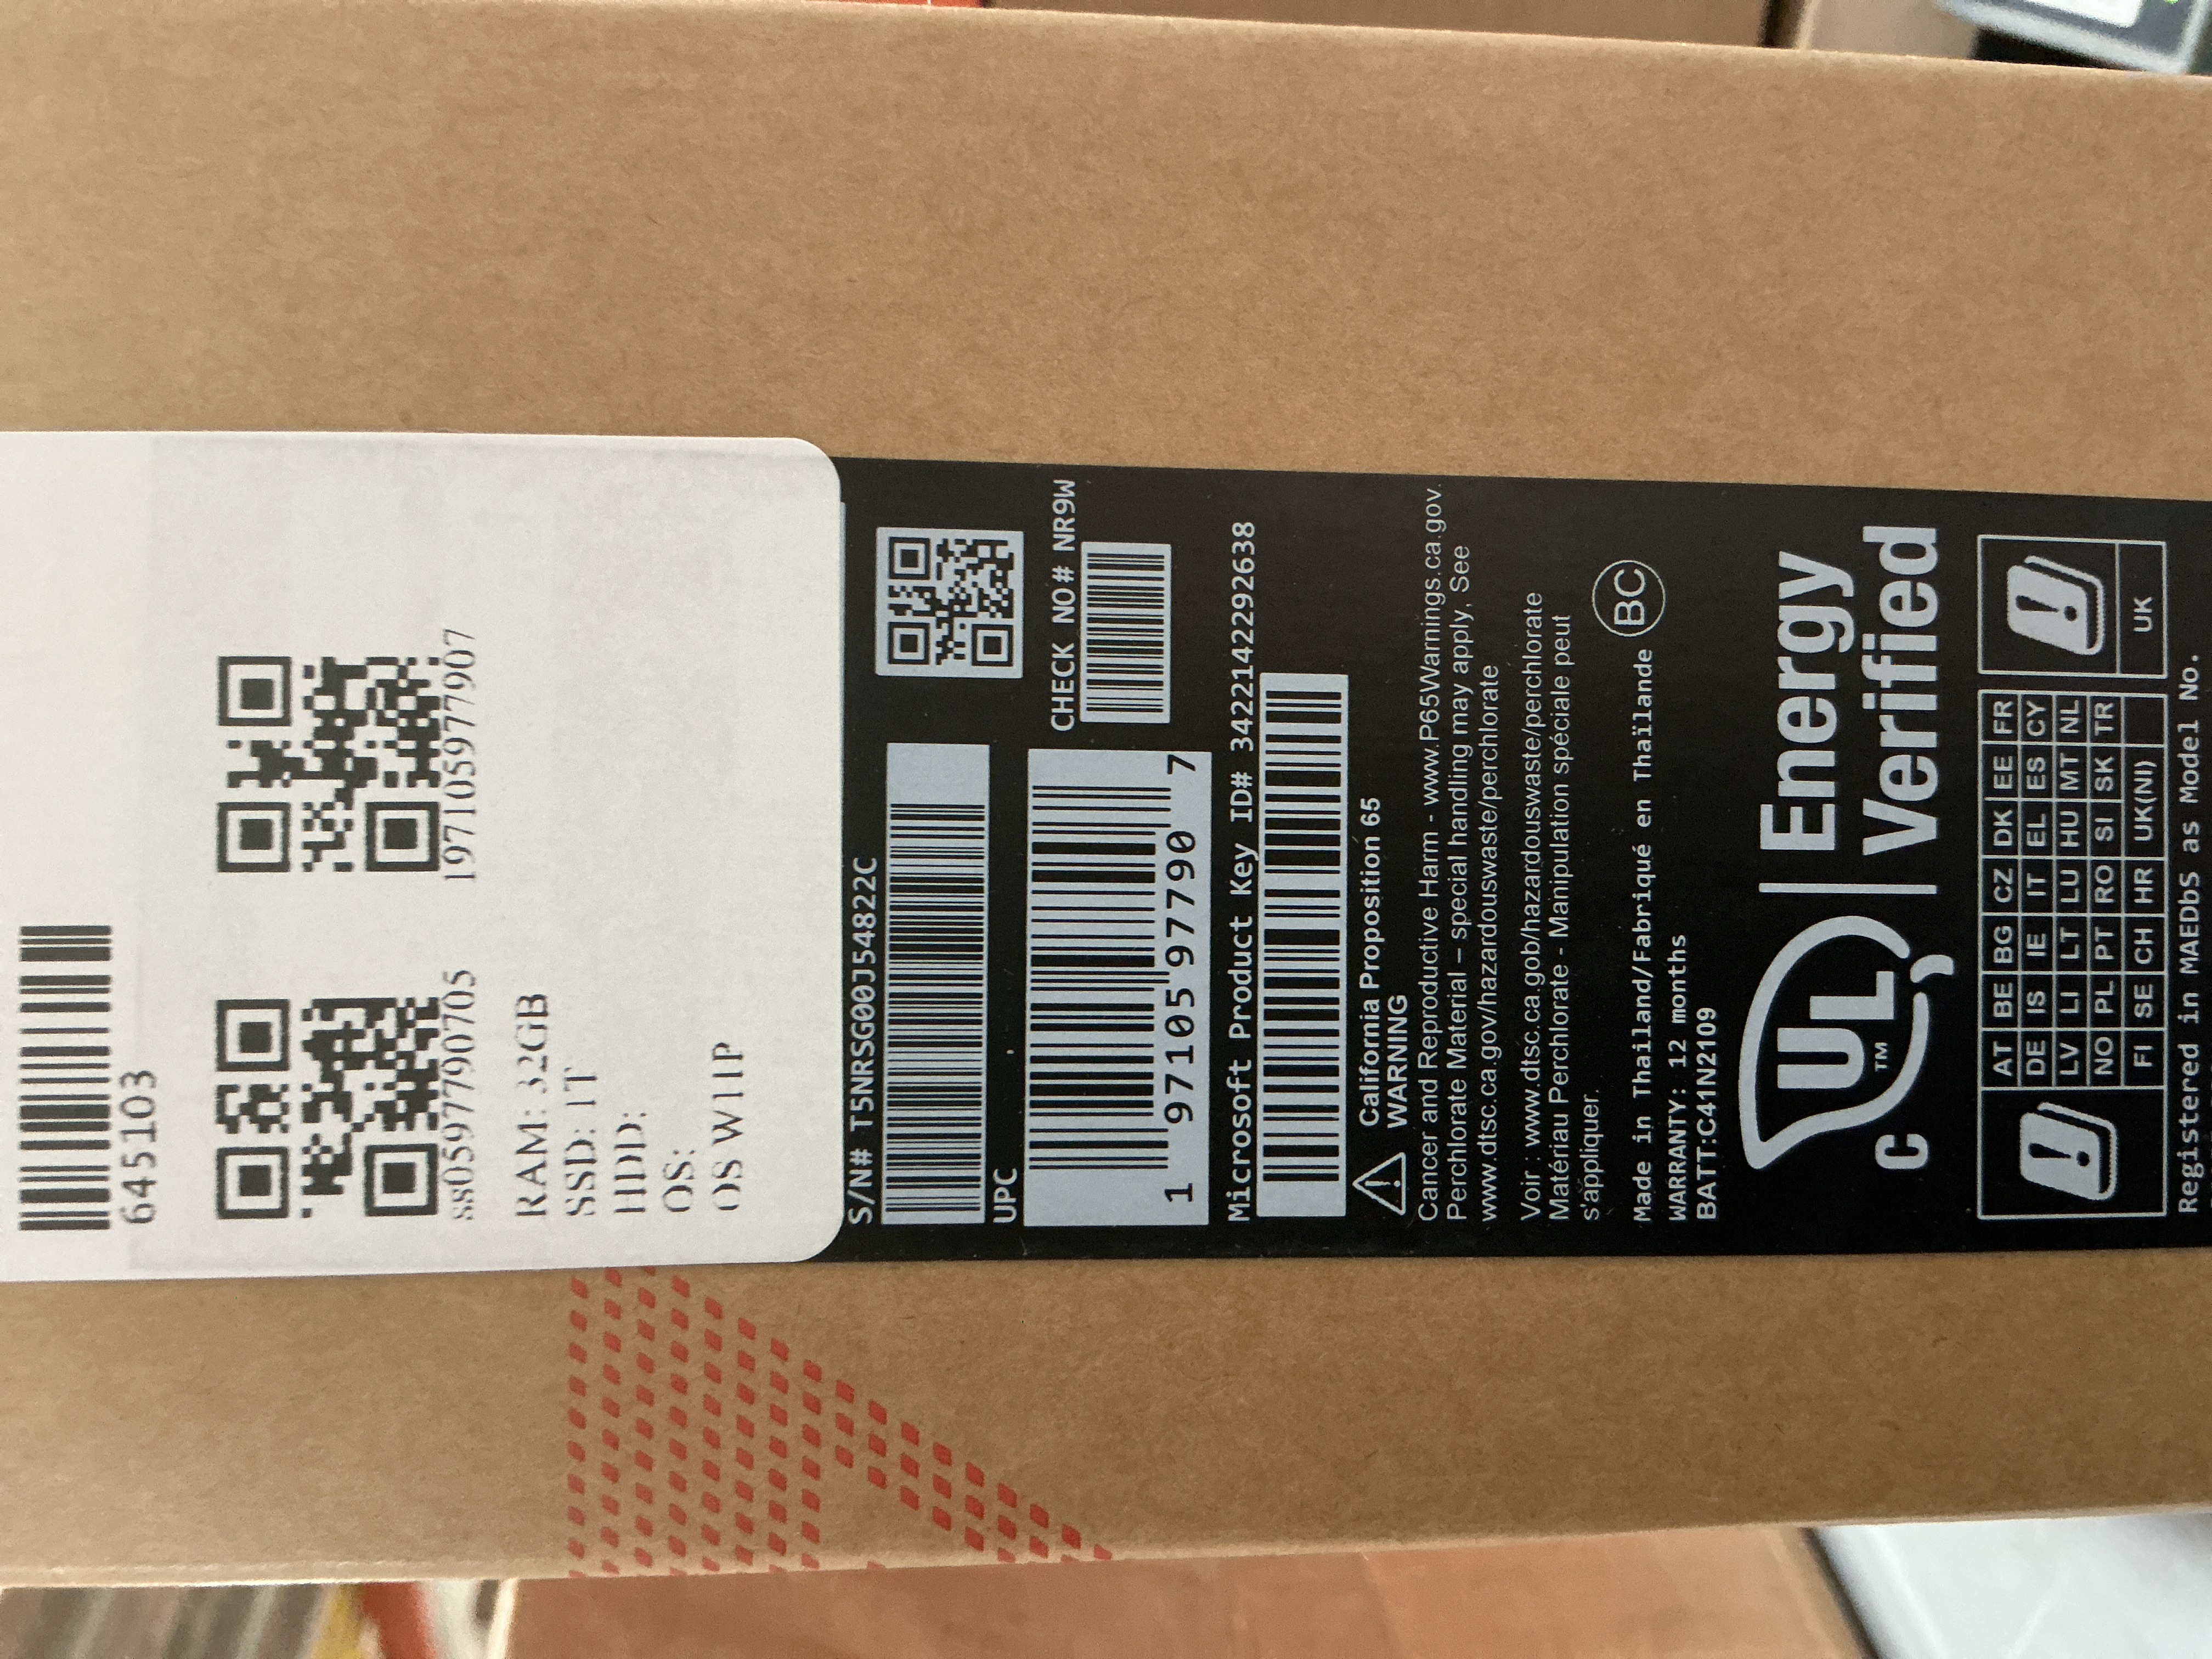 6451103
ss0597790705
197105977907
RAM: 32GB
SSD: 1T
HDD:
OS:
OS W11P
S/N# T5NRSG00J54822C
UPC
CHECK NO# NR9W
1 97105 97790 7
Microsoft Product Key ID# 3422142292638
California Proposition 65
WARNING
Cancer and Reproductive Harm - www.P65Warnings.ca.gov.
Perchlorate Material – special handling may apply, See
www.dtsc.ca.gov/hazardouswaste/perchlorate
Voir : www.dtsc.ca.gob/hazardouswaste/perchlorate
Matériau Perchlorate - Manipulation spéciale peut
s'appliquer.
Made in Thailand/Fabriqué en Thaïlande BC
WARRANTY: 12 months
BATT:C41N2109
C UL TM Energy
Verified
AT BE BG CZ DK EE FR
DE IS IE IT EL ES CY
LV LI LT LU HU MT NL
NO PL PT RO SI SK TR
FI SE CH HR UK(NI)
UK
Registered in MAEDbS as Model No.